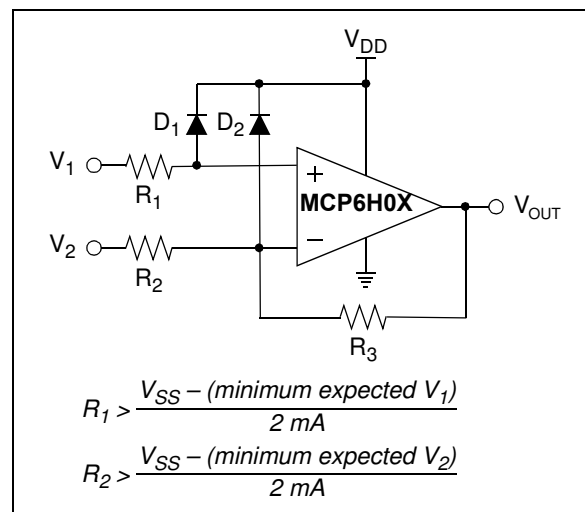 V_DD
D_1 D_2
V_1
R_1
+
MCP6H0X
V_OUT
V_2
–
R_2
R_3
R_1 > V_SS – (minimum expected V_1) / 2 mA
R_2 > V_SS – (minimum expected V_2) / 2 mA